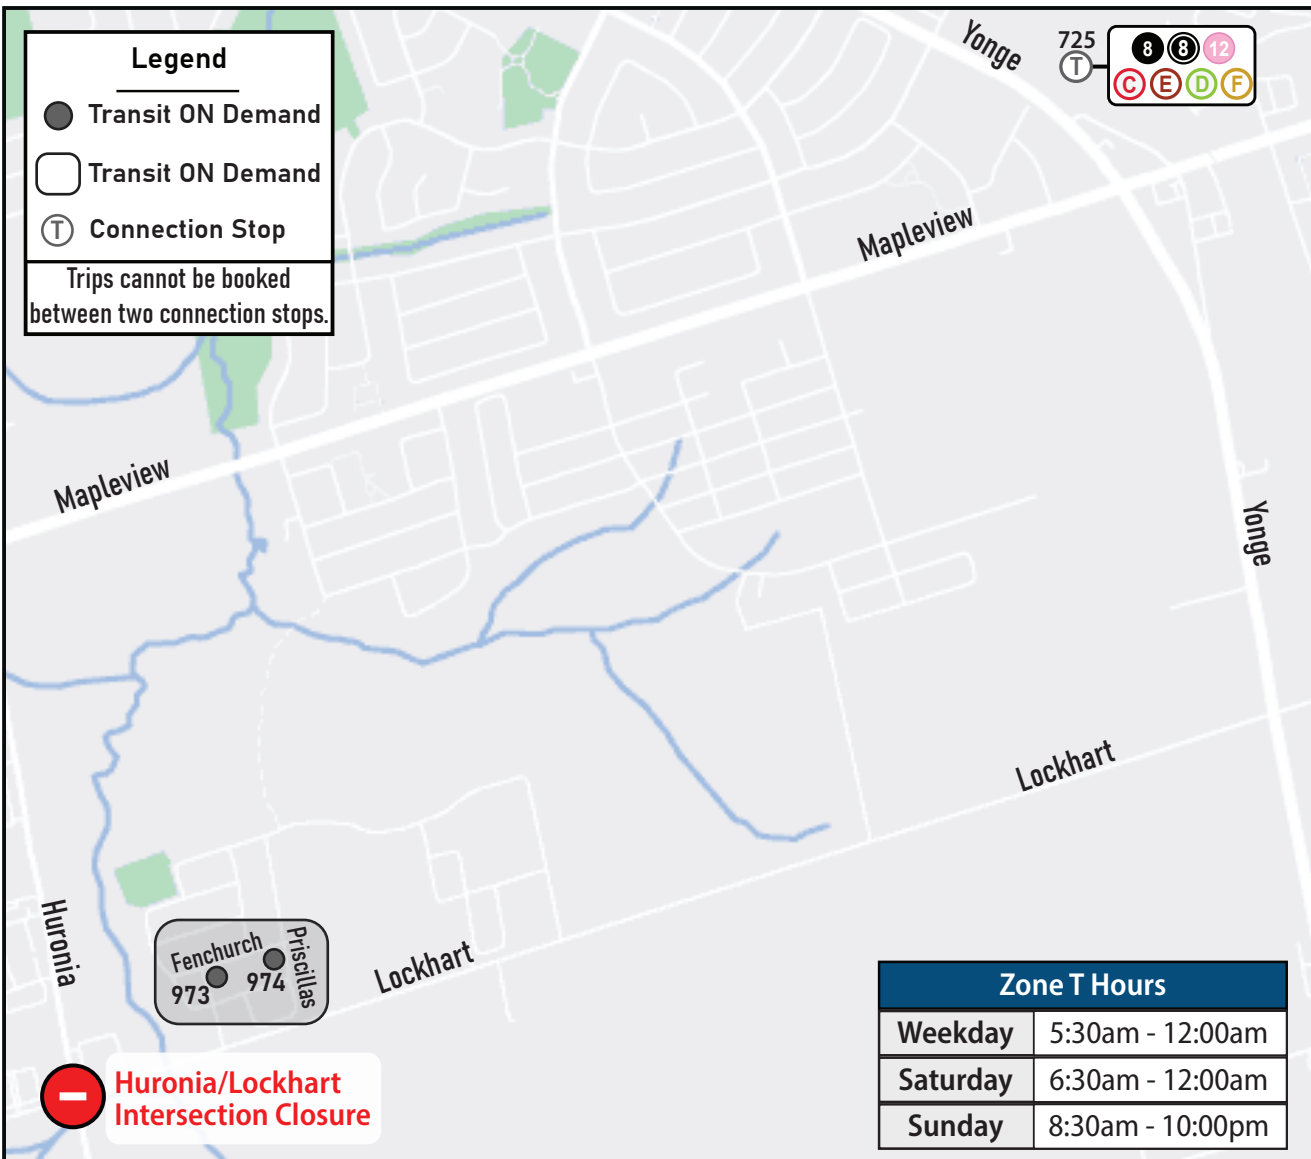 Legend
Transit ON Demand
Transit ON Demand
T Connection Stop
Trips cannot be booked
between two connection stops.
Yonge
725
T
8 8 12
C E D F
Mapleview
Mapleview
Yonge
Lockhart
Huronia
Fenchurch
Priscillas
973
974
Lockhart
Huronia/Lockhart
Intersection Closure
Zone T Hours
Weekday 5:30am - 12:00am
Saturday 6:30am - 12:00am
Sunday 8:30am - 10:00pm